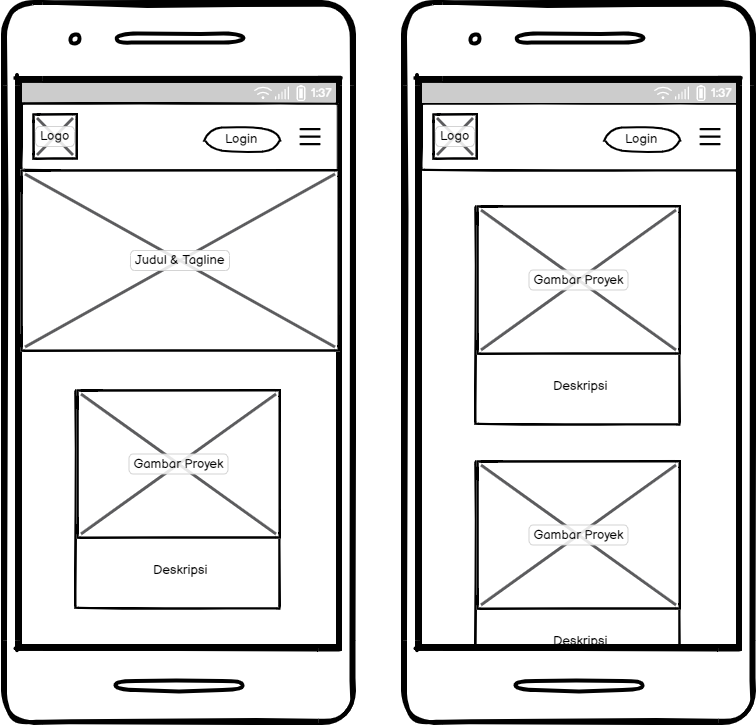 1:37
Logo
Login
Judul & Tagline
Gambar Proyek
Deskripsi
1:37
Logo
Login
Gambar Proyek
Deskripsi
Gambar Proyek
Deskripsi